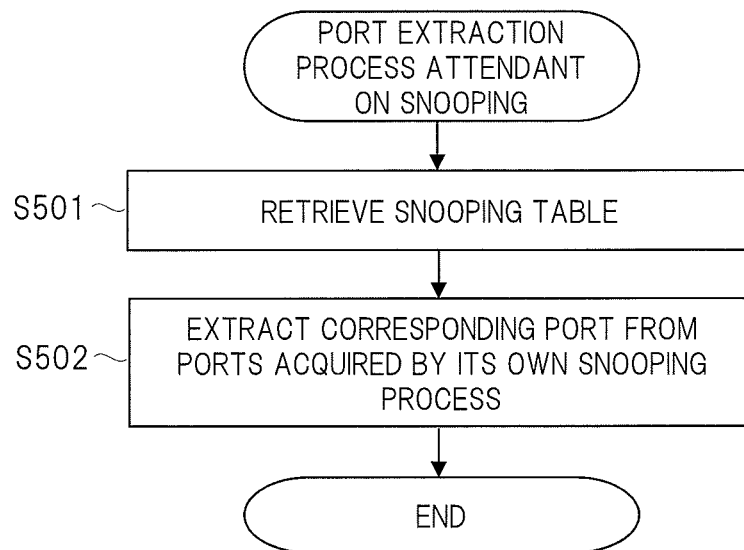 PORT EXTRACTION
PROCESS ATTENDANT
ON SNOOPING
S501
RETRIEVE SNOOPING TABLE
S502
EXTRACT CORRESPONDING PORT FROM
PORTS ACQUIRED BY ITS OWN SNOOPING
PROCESS
END